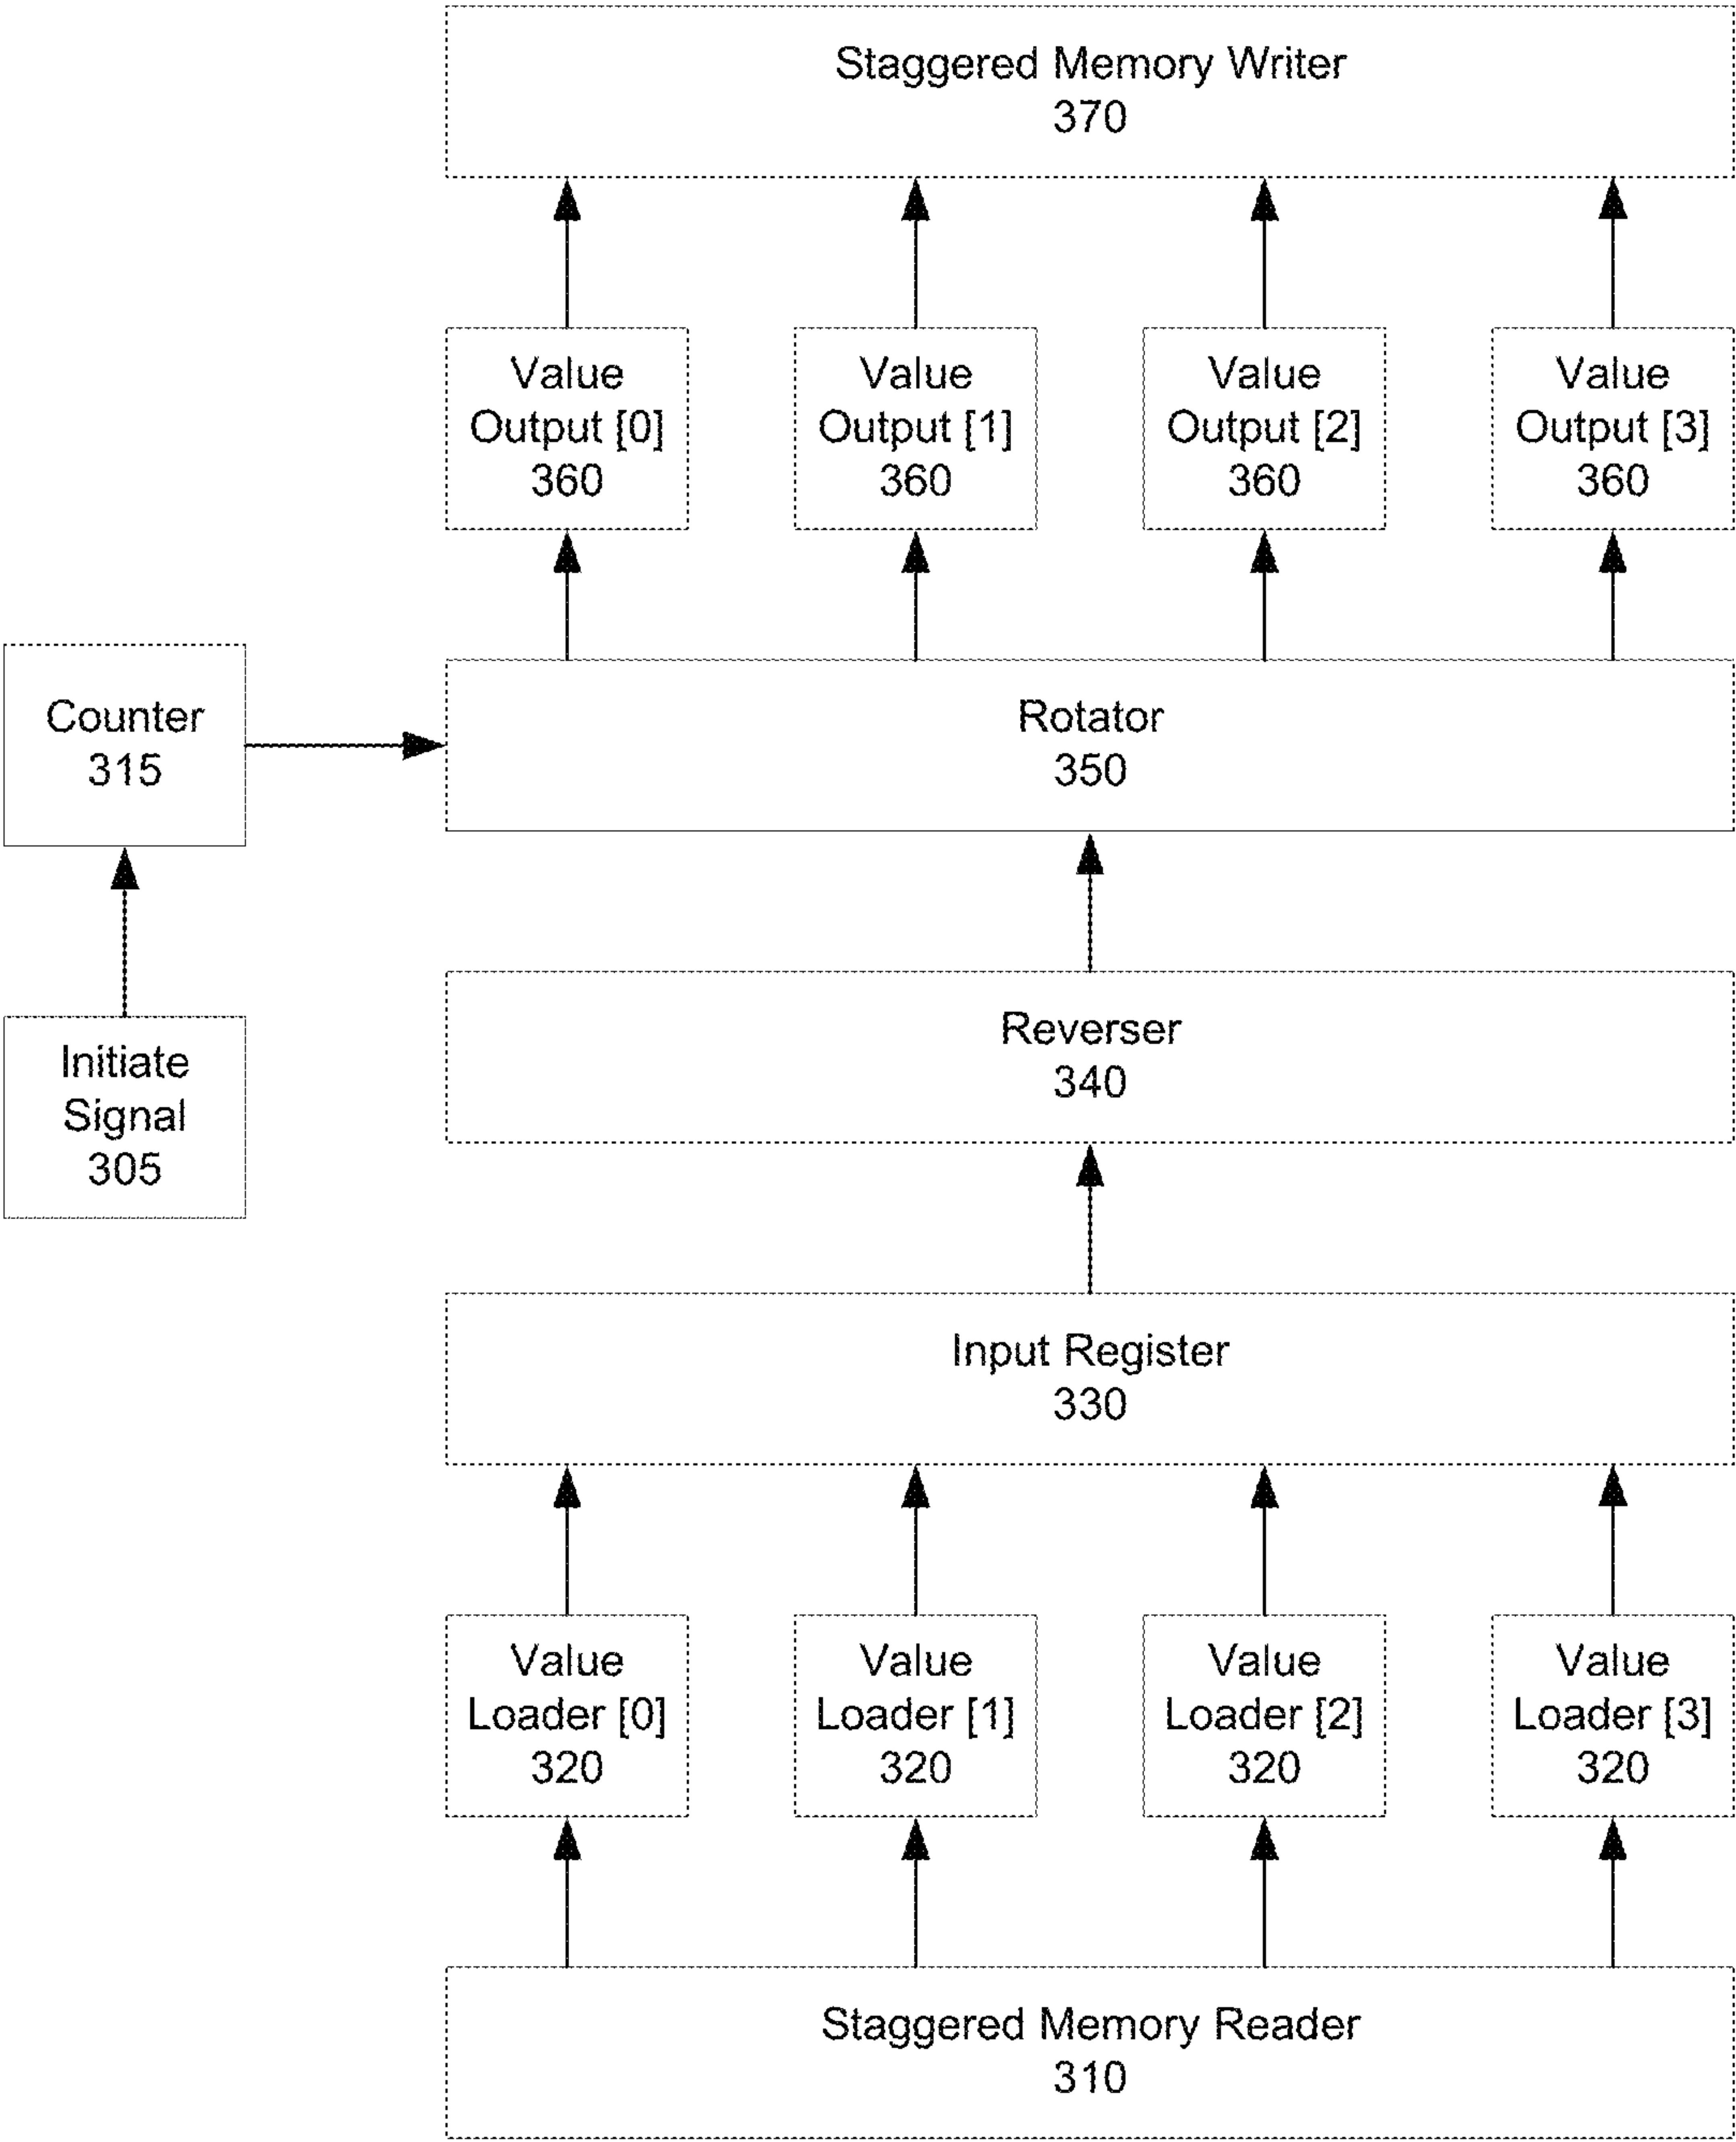 Staggered Memory Writer
370
Value
Output [0]
360
Value
Output [1]
360
Value
Output [2]
360
Value
Output [3]
360
Counter
315
Rotator
350
Initiate
Signal
305
Reverser
340
Input Register
330
Value
Loader [0]
320
Value
Loader [1]
320
Value
Loader [2]
320
Value
Loader [3]
320
Staggered Memory Reader
310